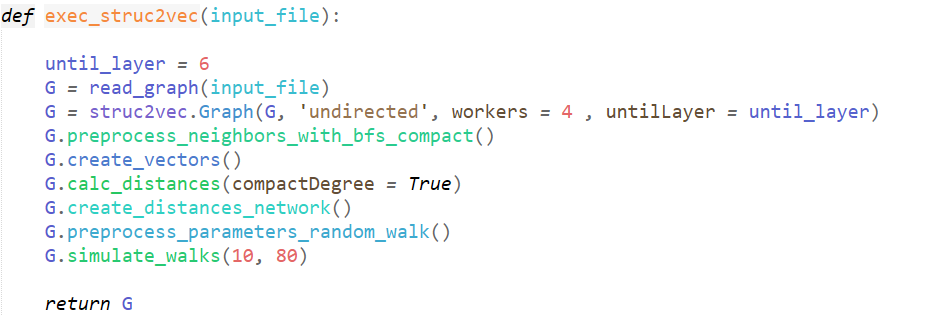 def exec_struc2vec(input_file):
until_layer = 6
G = read_graph(input_file)
G = struc2vec.Graph(G, 'undirected', workers = 4 , untilLayer = until_layer)
G.preprocess_neighbors_with_bfs_compact()
G.create_vectors()
G.calc_distances(compactDegree = True)
G.create_distances_network()
G.preprocess_parameters_random_walk()
G.simulate_walks(10, 80)
return G